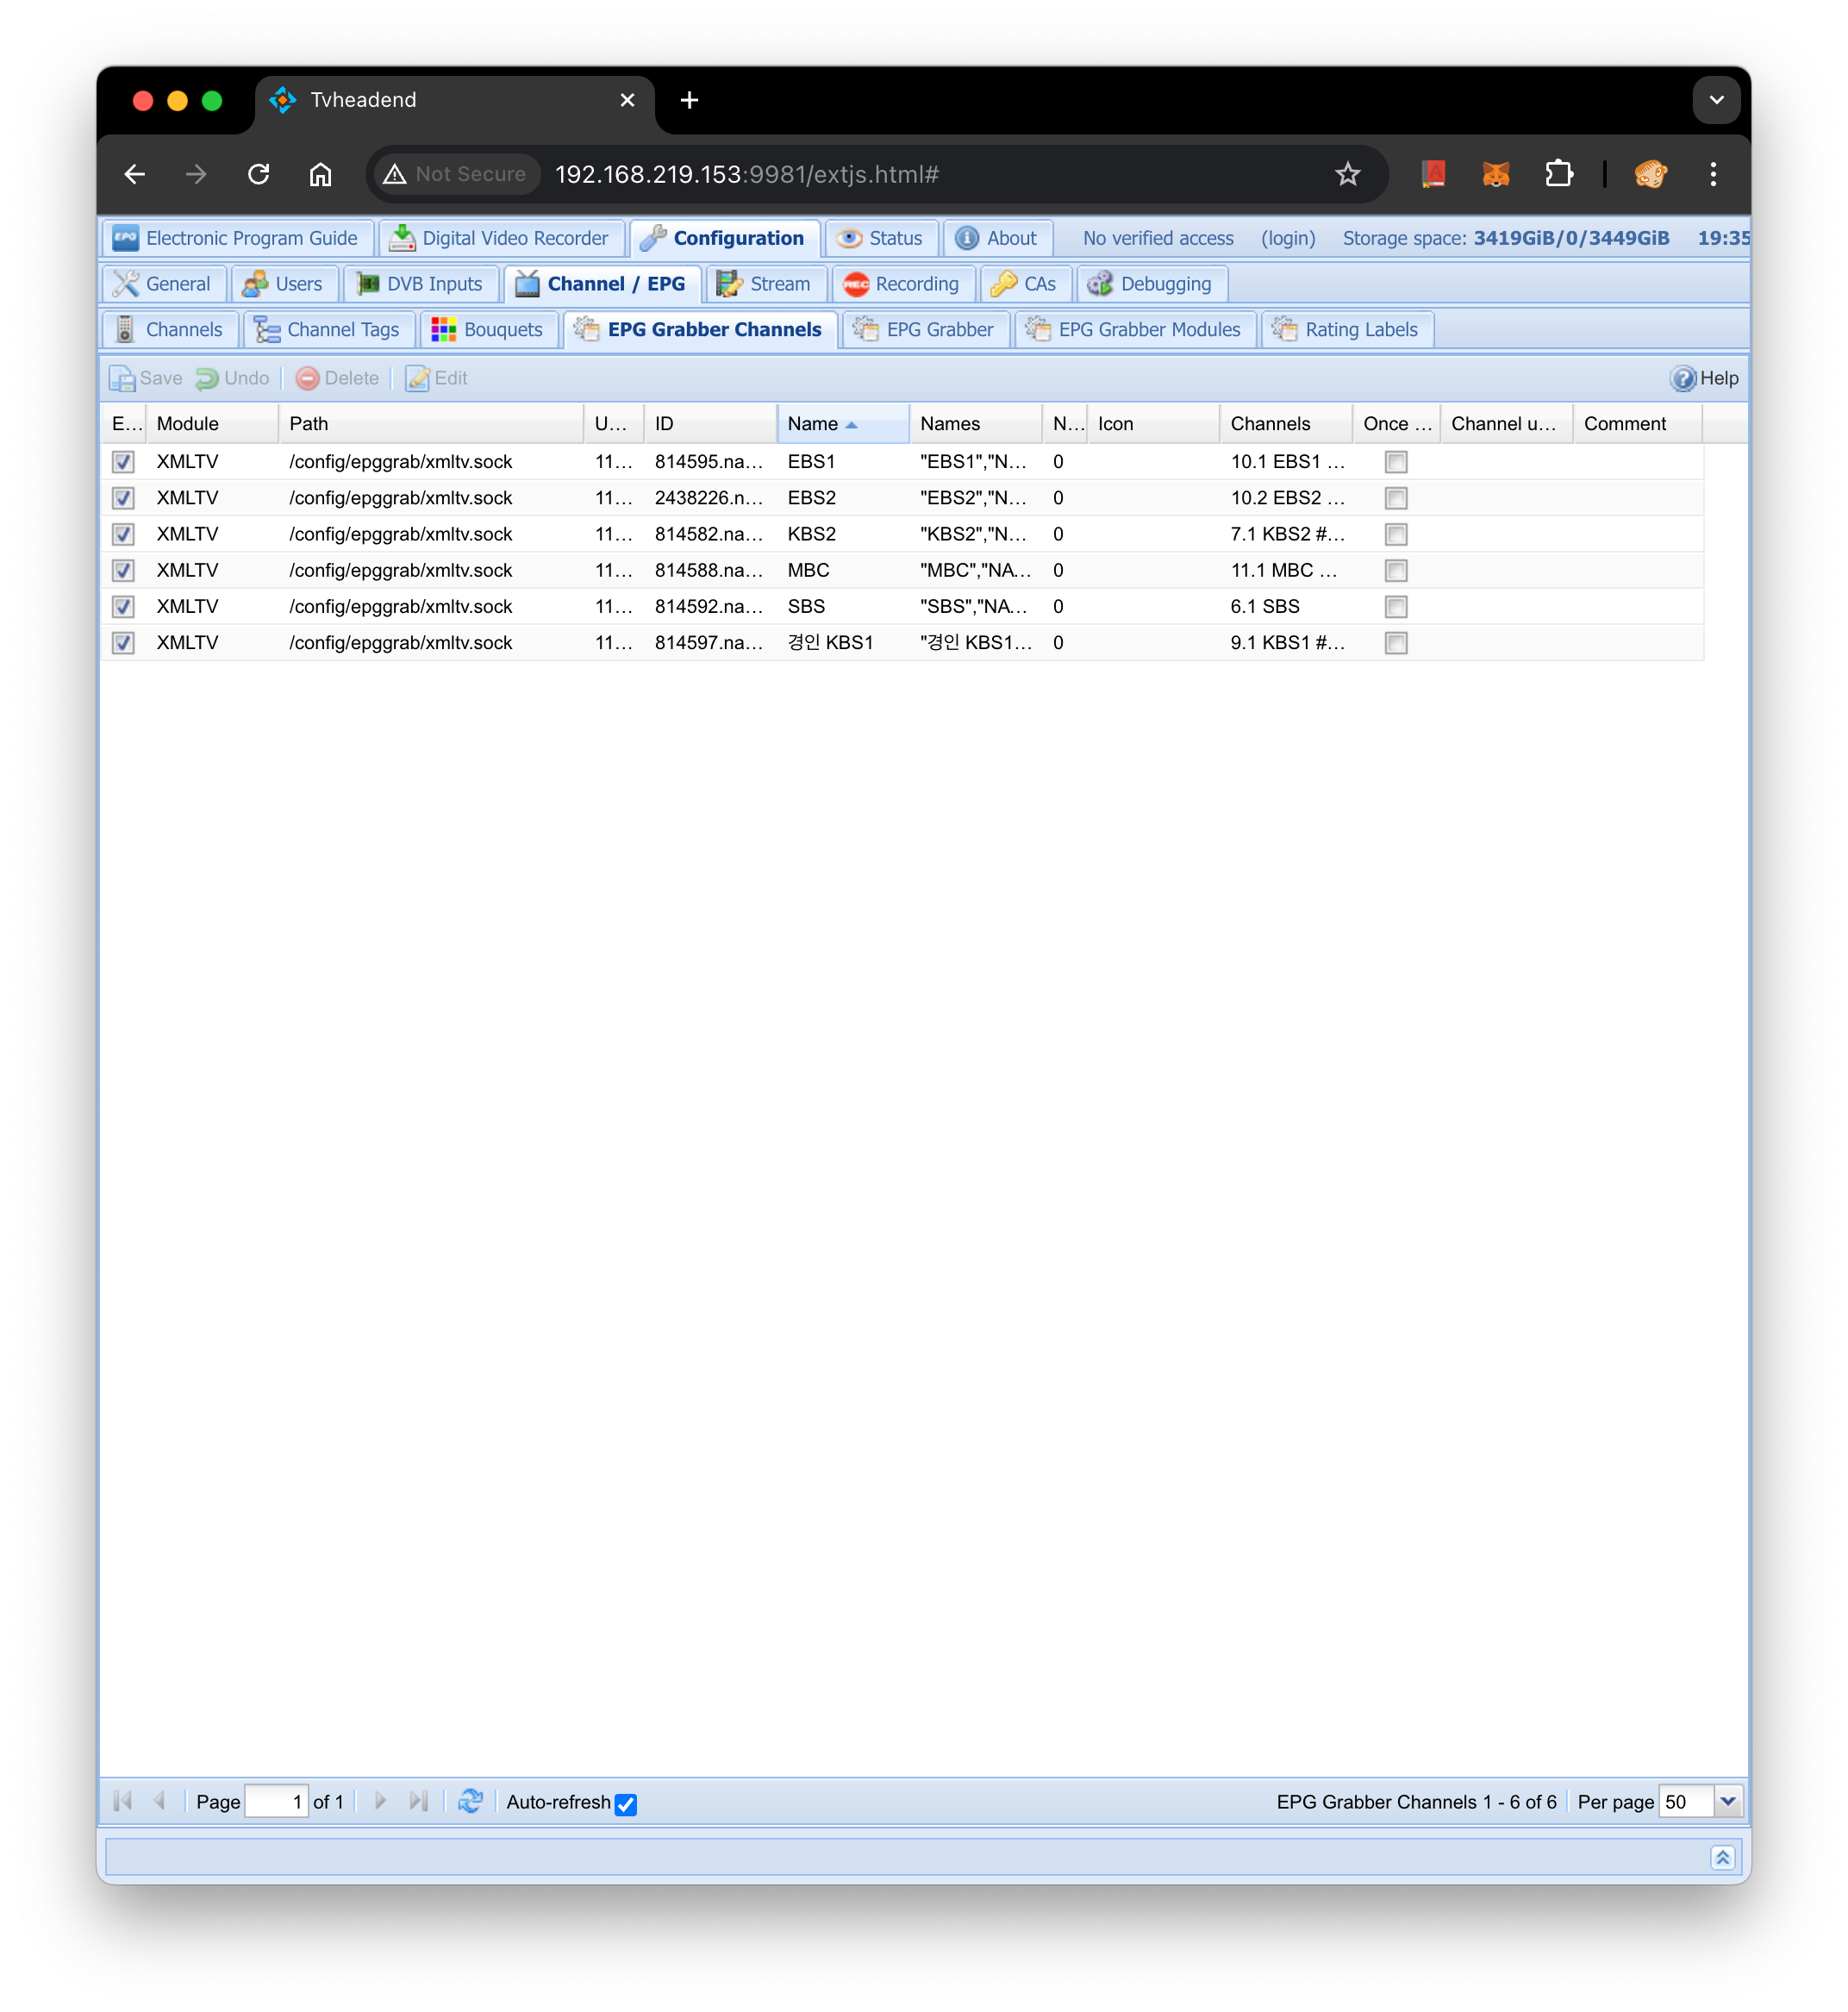 Tvheadend
Not Secure 192.168.219.153:9981/extjs.html#
EPG Electronic Program Guide Digital Video Recorder Configuration Status About No verified access (login) Storage space: 3419GiB/0/3449GiB 19:35
General Users DVB Inputs Channel / EPG Stream REC Recording CAs Debugging
Channels Channel Tags Bouquets EPG Grabber Channels EPG Grabber EPG Grabber Modules Rating Labels
Save Undo Delete Edit Help
E... Module Path U... ID Name Names N... Icon Channels Once ... Channel u... Comment
XMLTV /config/epggrab/xmltv.sock 11... 814595.na... EBS1 "EBS1","N... 0 10.1 EBS1 ...
XMLTV /config/epggrab/xmltv.sock 11... 2438226.n... EBS2 "EBS2","N... 0 10.2 EBS2 ...
XMLTV /config/epggrab/xmltv.sock 11... 814582.na... KBS2 "KBS2","N... 0 7.1 KBS2 #...
XMLTV /config/epggrab/xmltv.sock 11... 814588.na... MBC "MBC","NA... 0 11.1 MBC ...
XMLTV /config/epggrab/xmltv.sock 11... 814592.na... SBS "SBS","NA... 0 6.1 SBS
XMLTV /config/epggrab/xmltv.sock 11... 814597.na... 경인 KBS1 "경인 KBS1... 0 9.1 KBS1 #...
Page 1 of 1 Auto-refresh EPG Grabber Channels 1 - 6 of 6 Per page 50